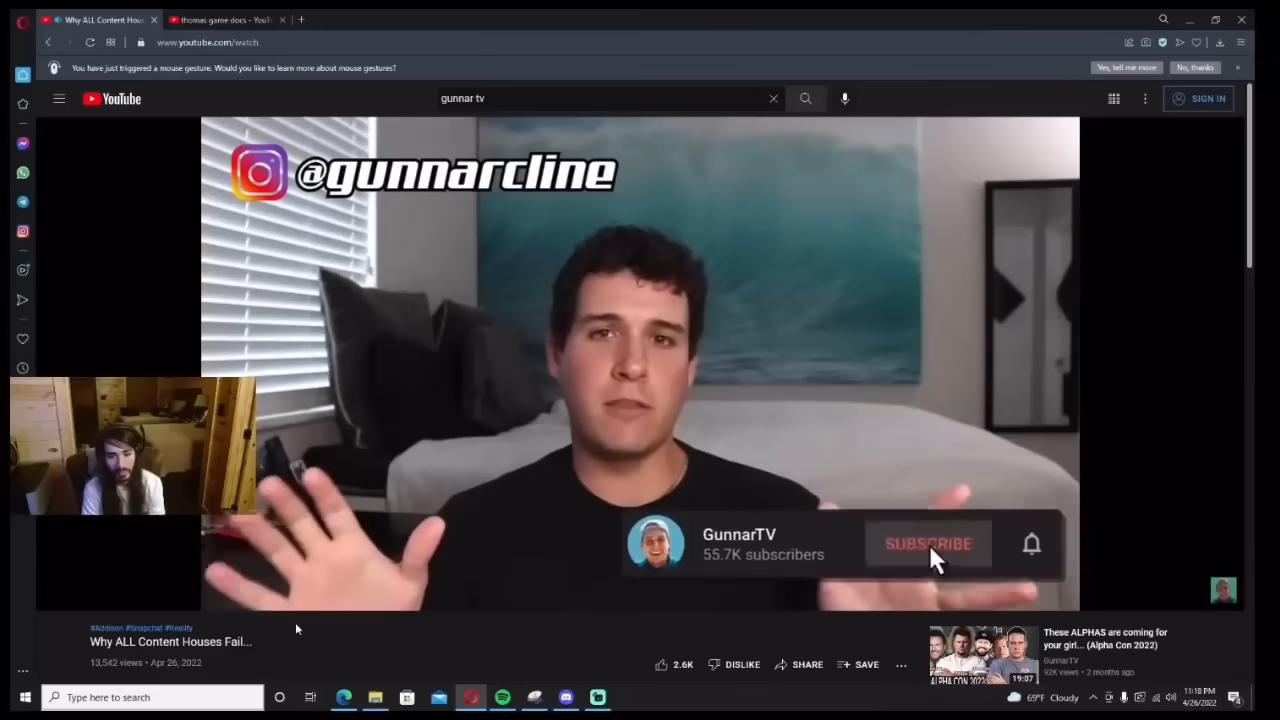 Why ALL Content Hous
thomas game docs - YouT
www.youtube.com/watch
You have just triggered a mouse gesture. Would you like to learn more about mouse gestures?
Yes, tell me more
No, thanks
YouTube
gunnar tv
SIGN IN
@gunnarcline
GunnarTV
55.7K subscribers
SUBSCRIBE
#Addison #Snapchat #Reality
Why ALL Content Houses Fail...
13,542 views • Apr 26, 2022
2.6K
DISLIKE
SHARE
SAVE
ALPHA CON 2022
19:07
These ALPHAS are coming for
your girl... (Alpha Con 2022)
GunnarTV
92K views • 2 months ago
Type here to search
69°F Cloudy
11:18 PM
4/26/2022
4